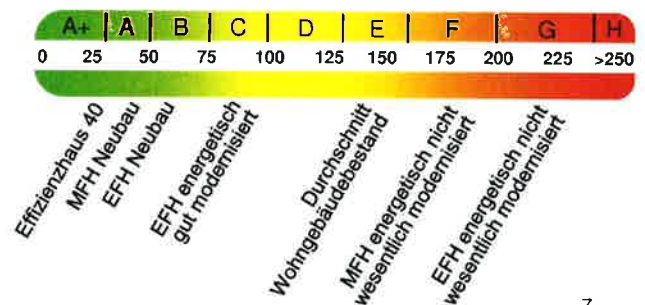 A+ A B C D E F G H
0 25 50 75 100 125 150 175 200 225 >250
Effizienzhaus 40
MFH Neubau
EFH Neubau
EFH energetisch
gut modernisiert
Durchschnitt
Wohngebäudebestand
MFH energetisch nicht
wesentlich modernisiert
EFH energetisch nicht
wesentlich modernisiert